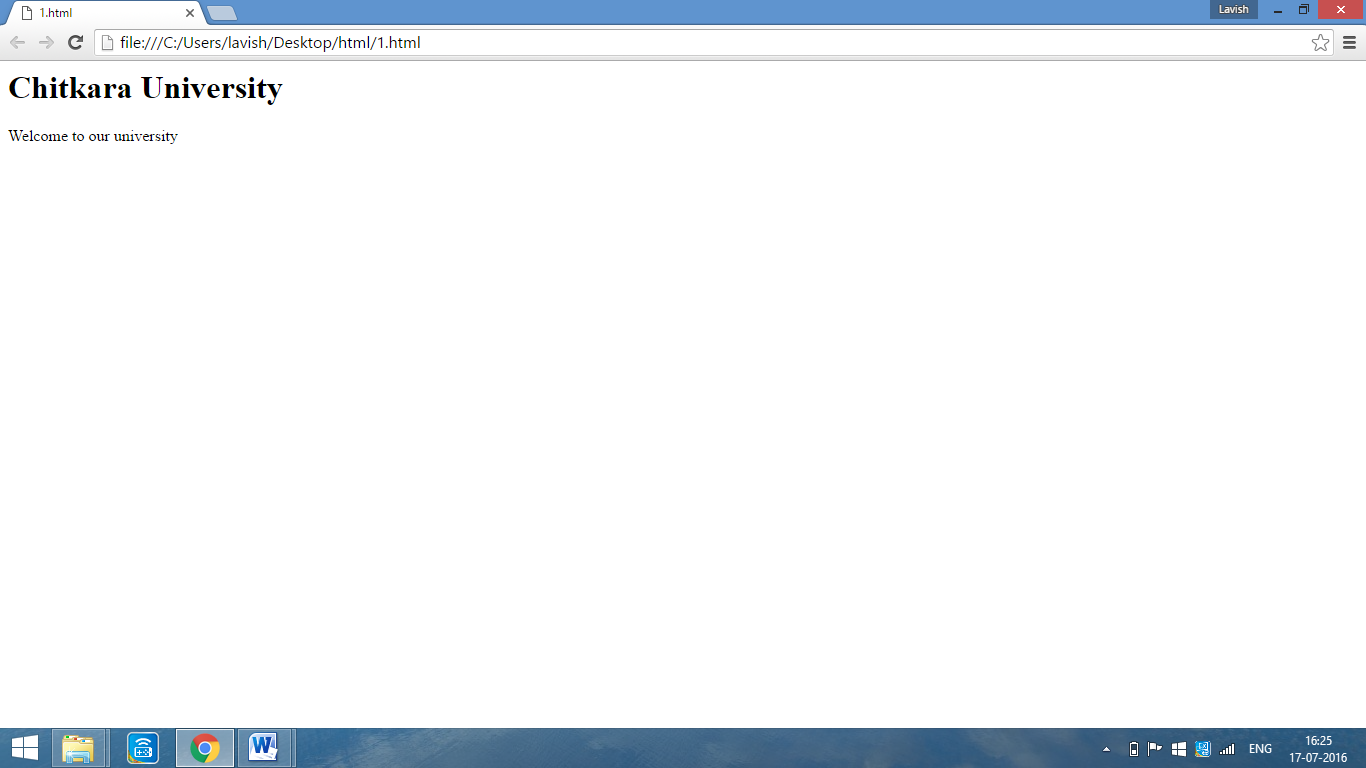 1.html
Lavish
file:///C:/Users/lavish/Desktop/html/1.html
Chitkara University
Welcome to our university
ENG
16:25
17-07-2016